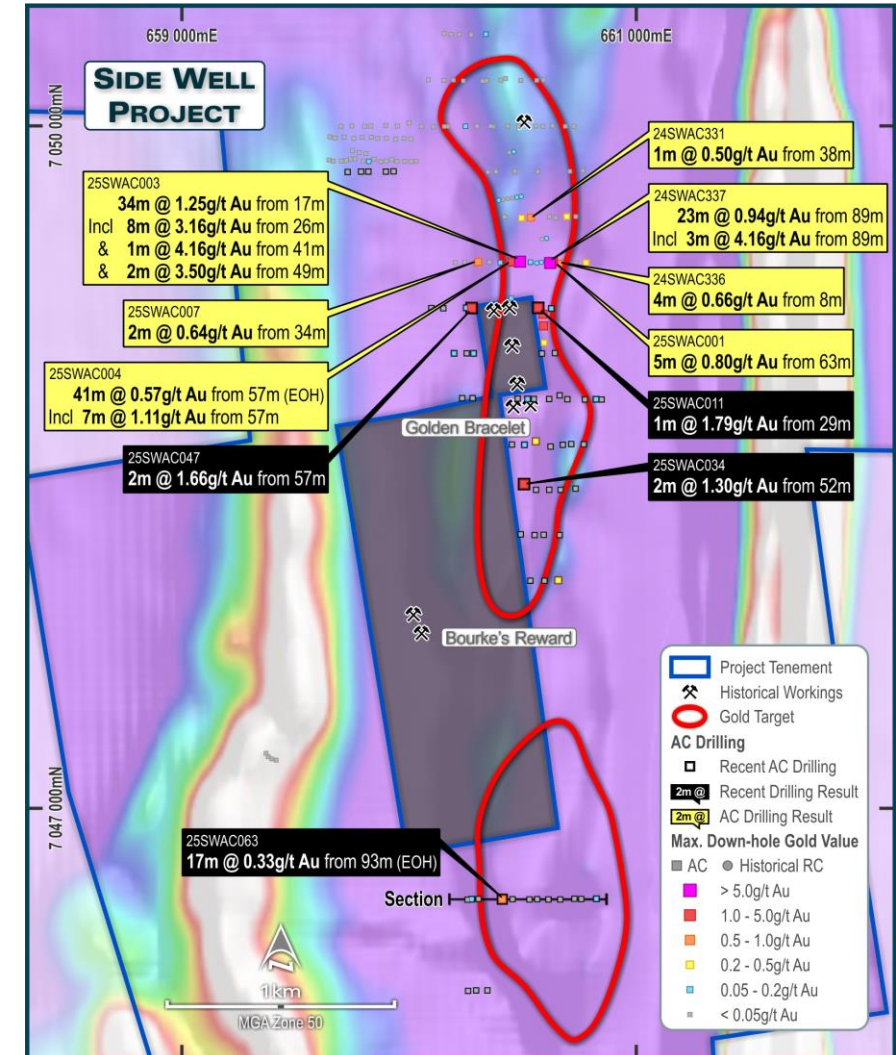 659 000mE
661 000mE
SIDE WELL
PROJECT
7 050 000mN
24SWAC331
1m @ 0.50g/t Au from 38m
25SWAC003
34m @ 1.25g/t Au from 17m
Incl 8m @ 3.16g/t Au from 26m
& 1m @ 4.16g/t Au from 41m
& 2m @ 3.50g/t Au from 49m
24SWAC337
23m @ 0.94g/t Au from 89m
Incl 3m @ 4.16g/t Au from 89m
24SWAC336
4m @ 0.66g/t Au from 8m
25SWAC007
2m @ 0.64g/t Au from 34m
25SWAC001
5m @ 0.80g/t Au from 63m
25SWAC004
41m @ 0.57g/t Au from 57m (EOH)
Incl 7m @ 1.11g/t Au from 57m
25SWAC011
1m @ 1.79g/t Au from 29m
Golden Bracelet
25SWAC047
2m @ 1.66g/t Au from 57m
25SWAC034
2m @ 1.30g/t Au from 52m
Bourke's Reward
7 047 000mN
25SWAC063
17m @ 0.33g/t Au from 93m (EOH)
Section
N
1km
MGA Zone 50
Project Tenement
Historical Workings
Gold Target
AC Drilling
Recent AC Drilling
2m @ Recent Drilling Result
2m @ AC Drilling Result
Max. Down-hole Gold Value
AC Historical RC
> 5.0g/t Au
1.0 - 5.0g/t Au
0.5 - 1.0g/t Au
0.2 - 0.5g/t Au
0.05 - 0.2g/t Au
< 0.05g/t Au